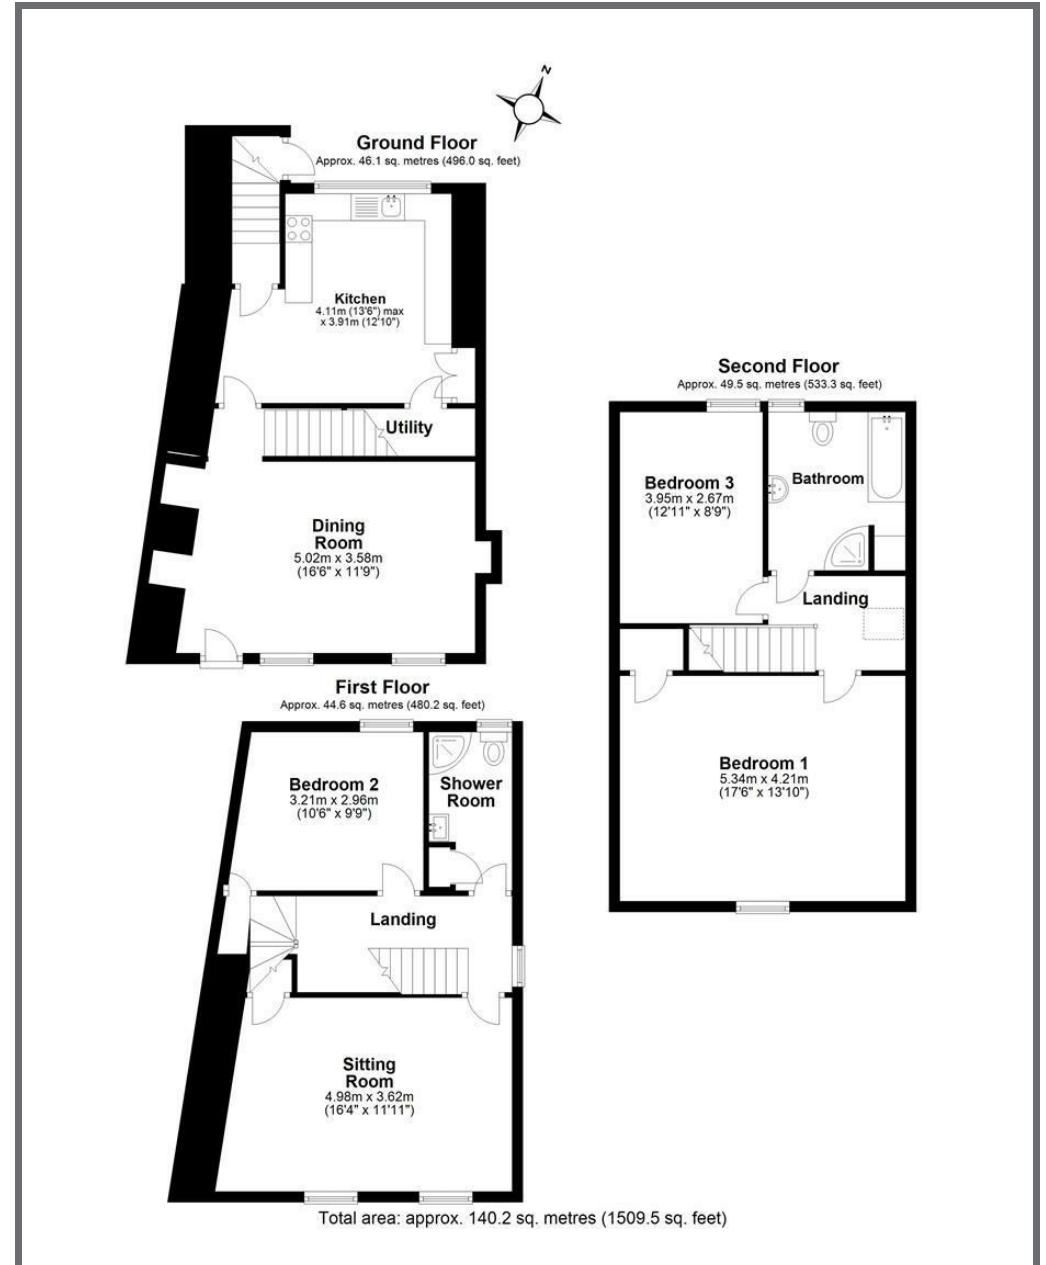 N
Ground Floor
Approx. 46.1 sq. metres (496.0 sq. feet)
Kitchen
4.11m (13'6") max
x 3.91m (12'10")
Utility
Dining
Room
5.02m x 3.58m
(16'6" x 11'9")
Second Floor
Approx. 49.5 sq. metres (533.3 sq. feet)
Bedroom 3
3.95m x 2.67m
(12'11" x 8'9")
Bathroom
Landing
Bedroom 1
5.34m x 4.21m
(17'6" x 13'10")
First Floor
Approx. 44.6 sq. metres (480.2 sq. feet)
Bedroom 2
3.21m x 2.96m
(10'6" x 9'9")
Shower
Room
Landing
Sitting
Room
4.98m x 3.62m
(16'4" x 11'11")
Total area: approx. 140.2 sq. metres (1509.5 sq. feet)